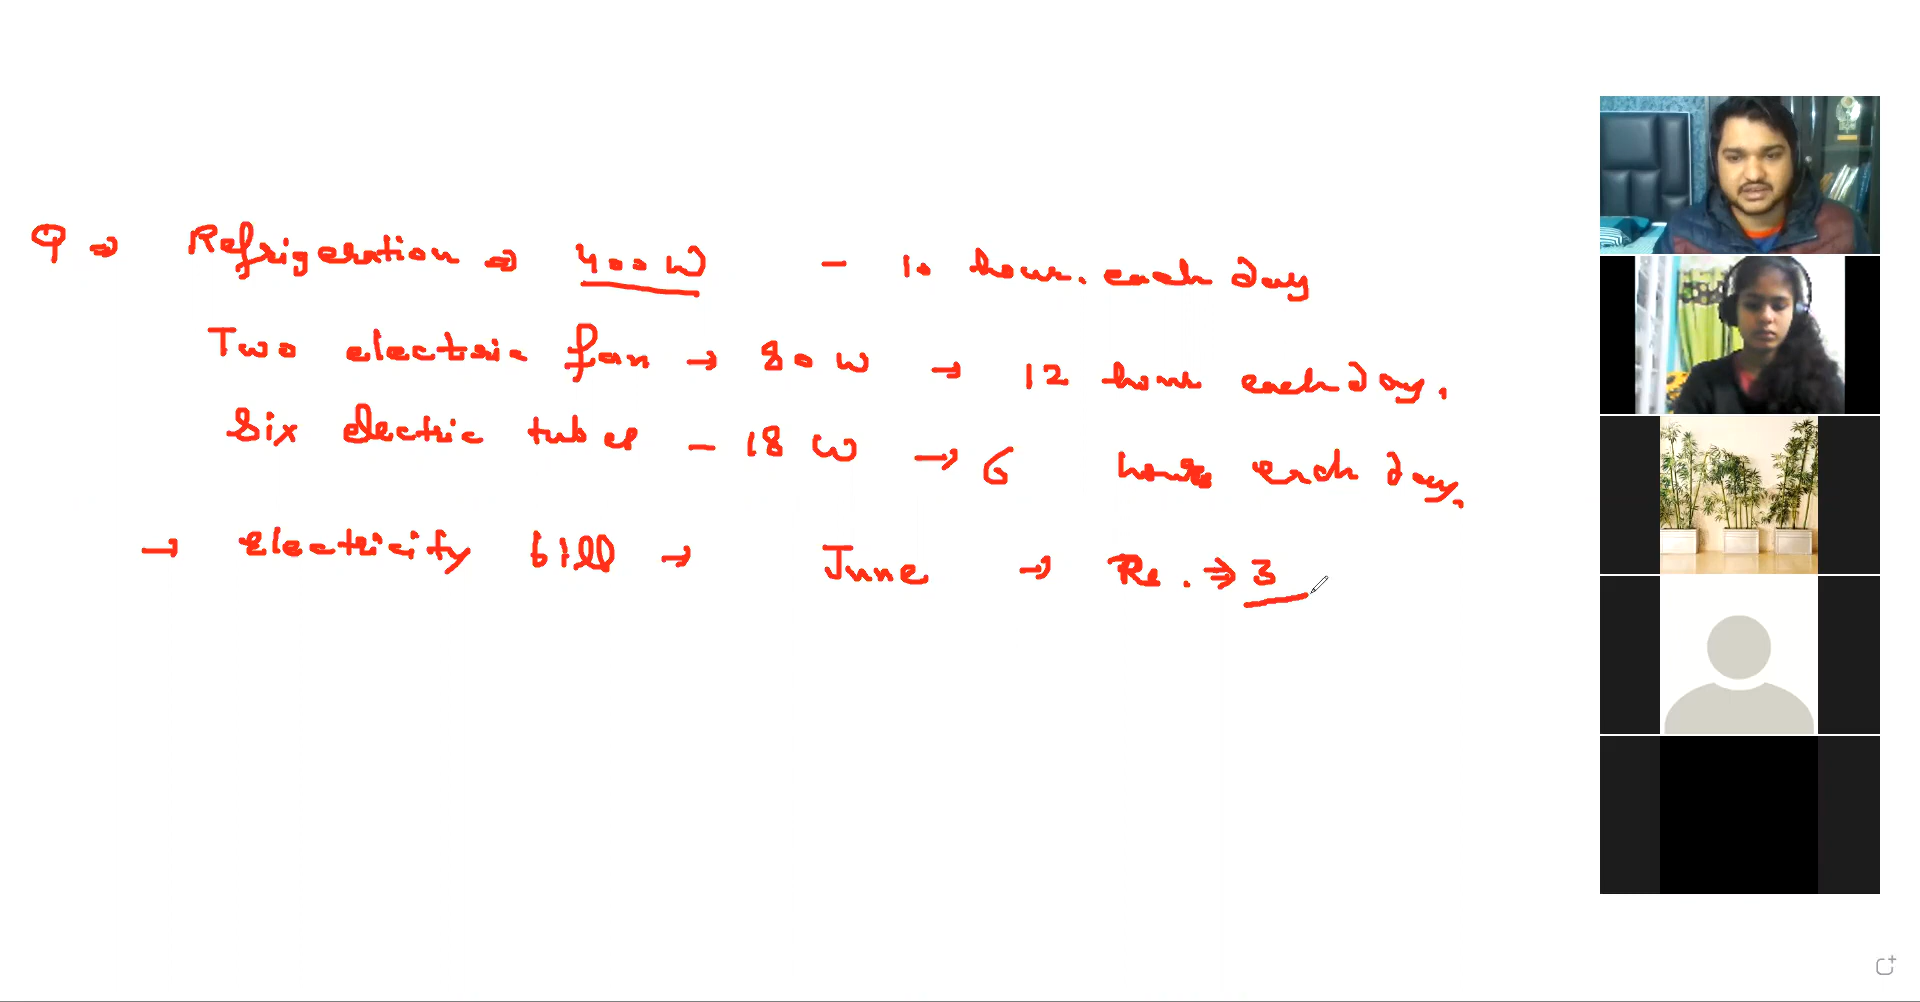 Q ⇒ Refrigeration ⇒ 400 W - 10 hour. each day
Two electric fan → 80 W → 12 hour each day.
Six electric tubes - 18 W → 6 hours each day.
→ electricity bill → June → Re. ⇒ 3